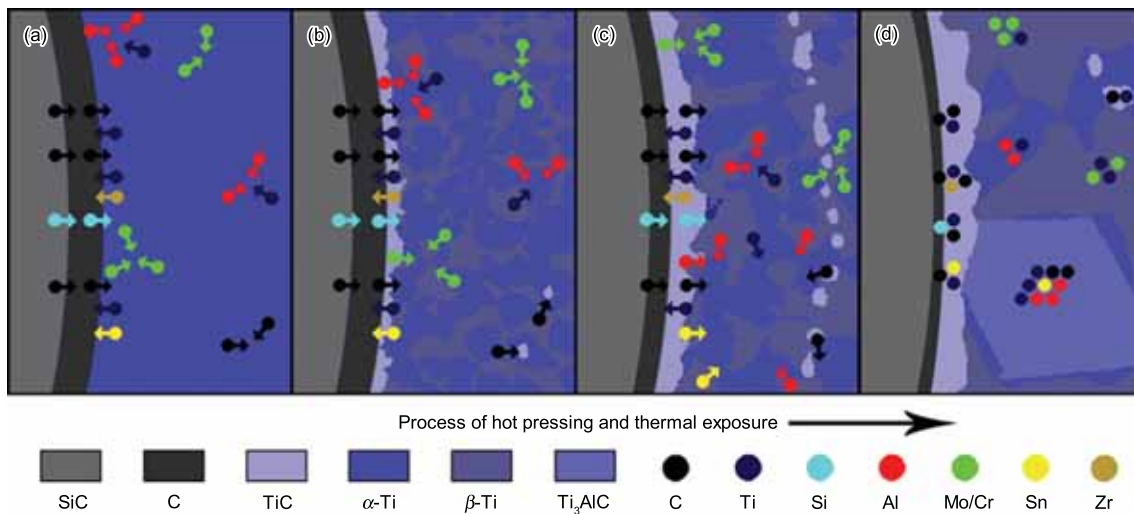 (a) (b) (c) (d)
Process of hot pressing and thermal exposure
SiC C TiC α-Ti β-Ti Ti₃AlC C Ti Si Al Mo/Cr Sn Zr